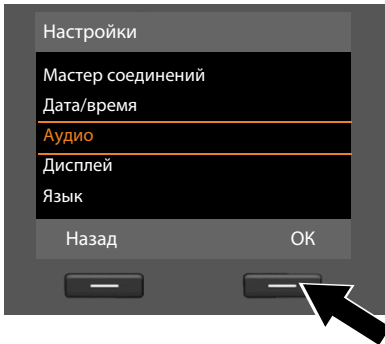 Настройки
Мастер соединений
Дата/время
Аудио
Дисплей
Язык
Назад OK